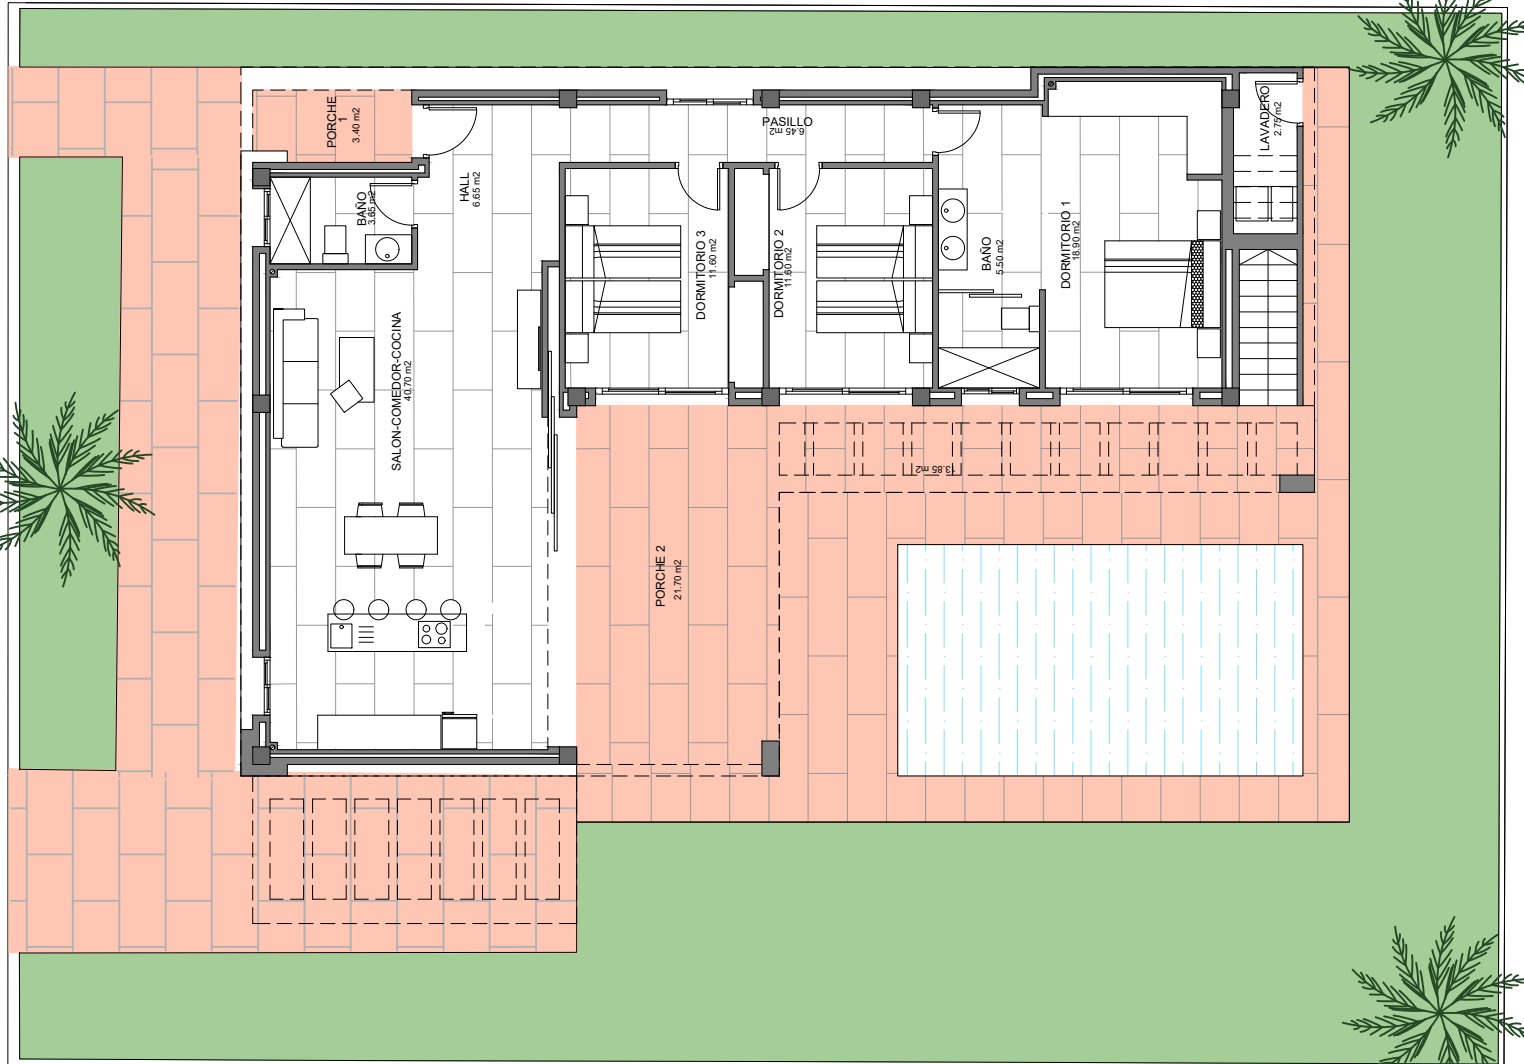 PORCHE
1
3.40 m2
PASILLO
6.45 m2
LAVADERO
2.75 m2
HALL
6.65 m2
BAÑO
3.65 m2
DORMITORIO 3
11.60 m2
DORMITORIO 2
11.60 m2
BAÑO
5.50 m2
DORMITORIO 1
18.90 m2
SALON-COMEDOR-COCINA
40.70 m2
13.85 m2
PORCHE 2
21.70 m2